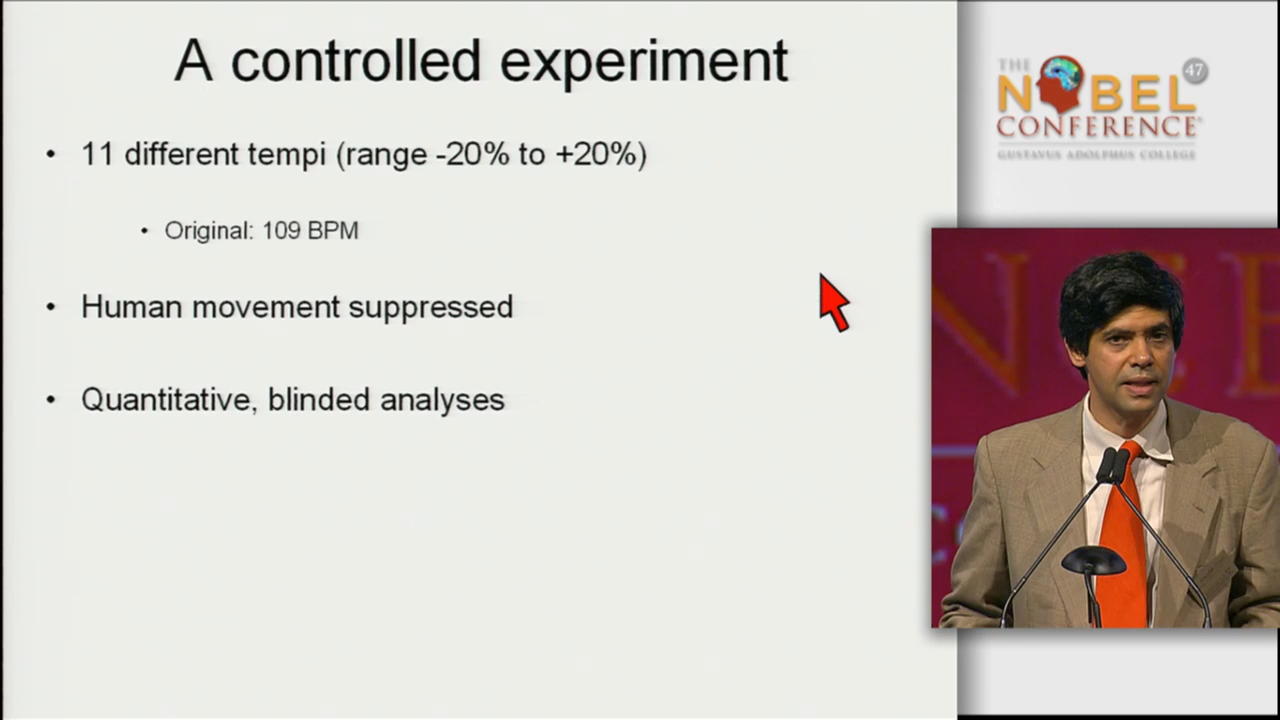 A controlled experiment
• 11 different tempi (range -20% to +20%)
• Original: 109 BPM
• Human movement suppressed
• Quantitative, blinded analyses
THE
NOBEL 47
CONFERENCE
GUSTAVUS ADOLPHUS COLLEGE